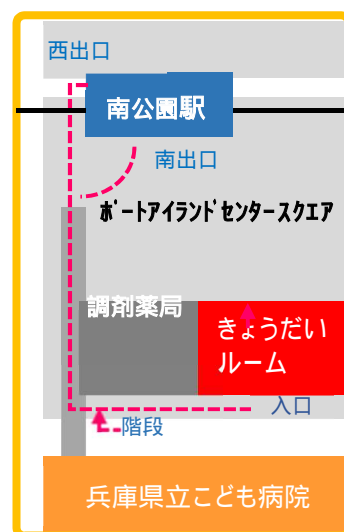 西出口
南公園駅
南出口
ポートアイランドセンタースクエア
調剤薬局
きょうだい
ルーム
入口
階段
兵庫県立こども病院